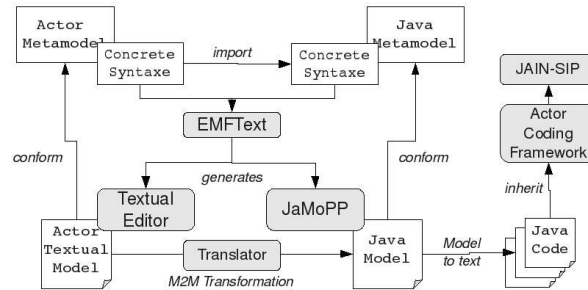 Actor
Metamodel
Java
Metamodel
Concrete
Syntaxe
import
Concrete
Syntaxe
JAIN-SIP
EMFText
Actor
Coding
Framework
conform
generates
conform
inherit
Textual
Editor
JaMoPP
Actor
Textual
Model
Translator
M2M Transformation
Java
Model
Model
to text
Java
Code